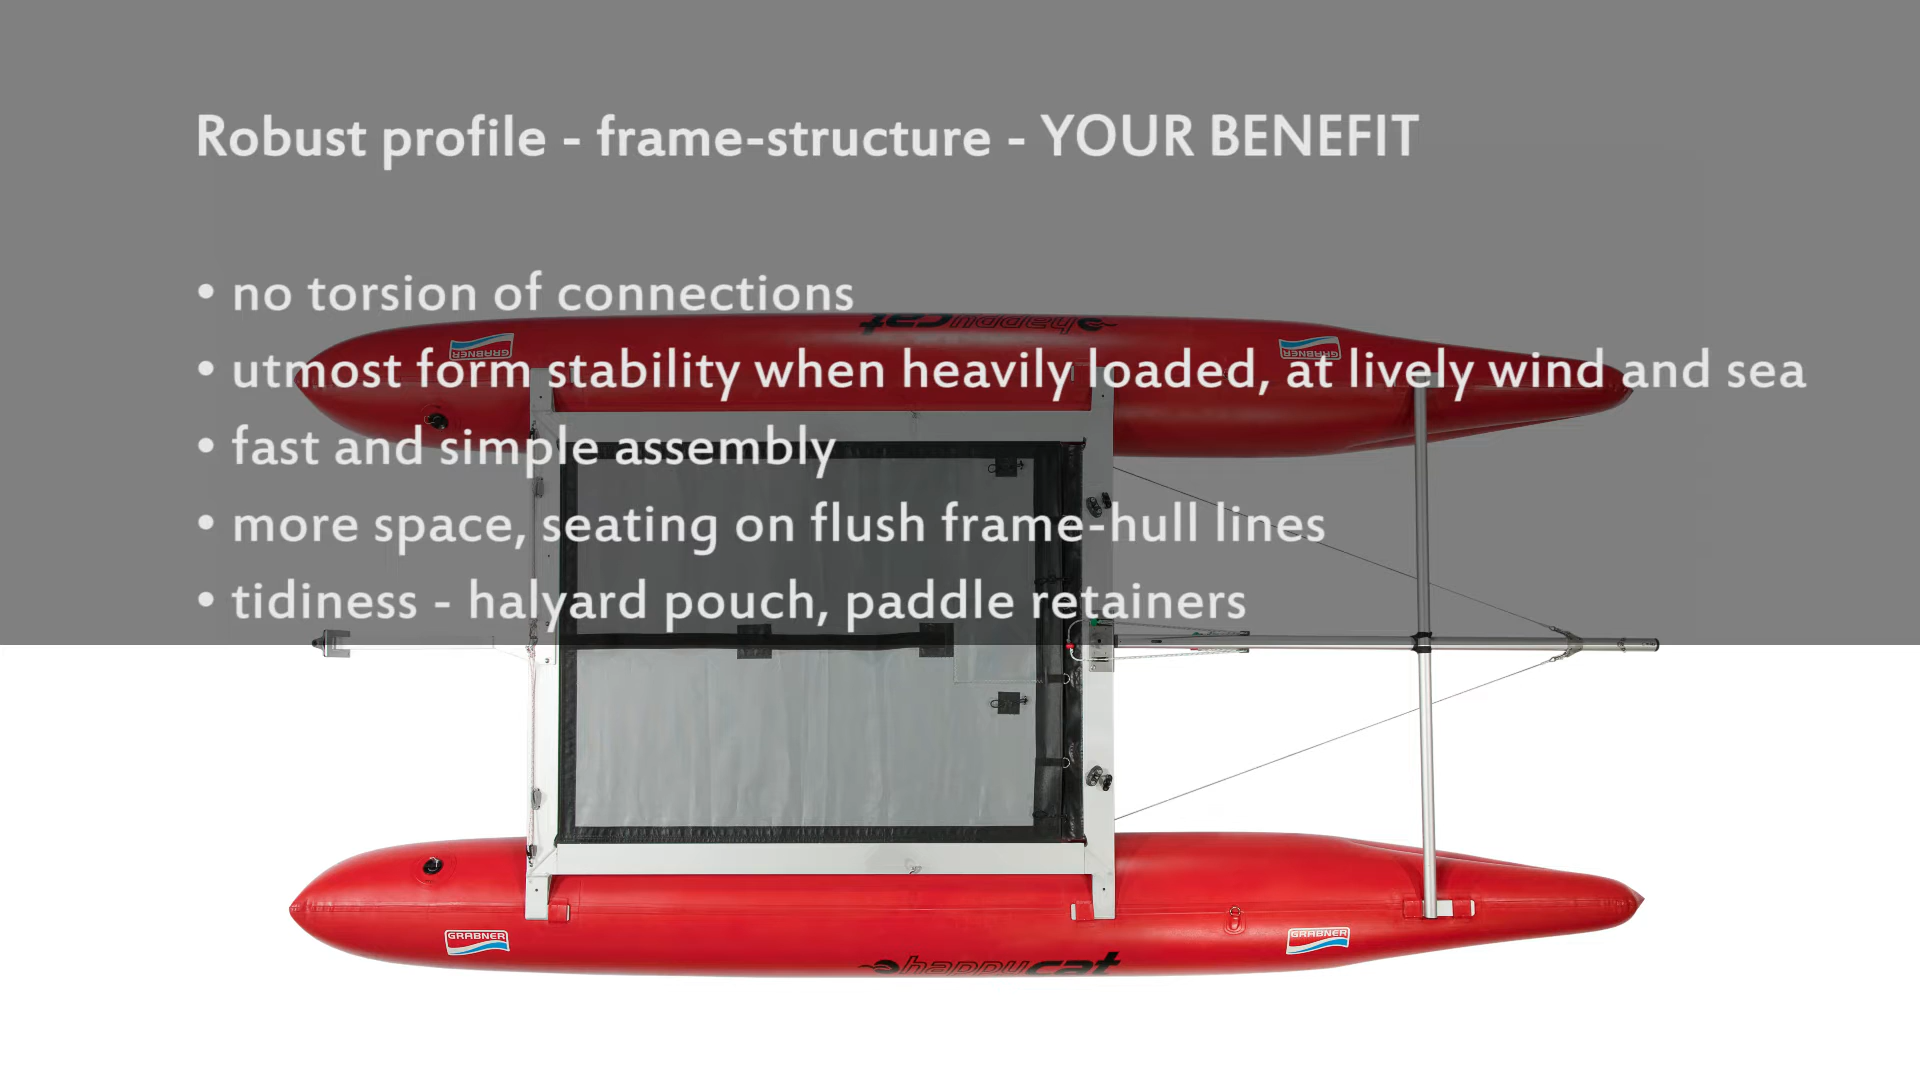 Robust profile - frame-structure - YOUR BENEFIT
• no torsion of connections
happycat
GRABNER
GRABNER
• utmost form stability when heavily loaded, at lively wind and sea
• fast and simple assembly
• more space, seating on flush frame-hull lines
• tidiness - halyard pouch, paddle retainers
GRABNER
GRABNER
happycat